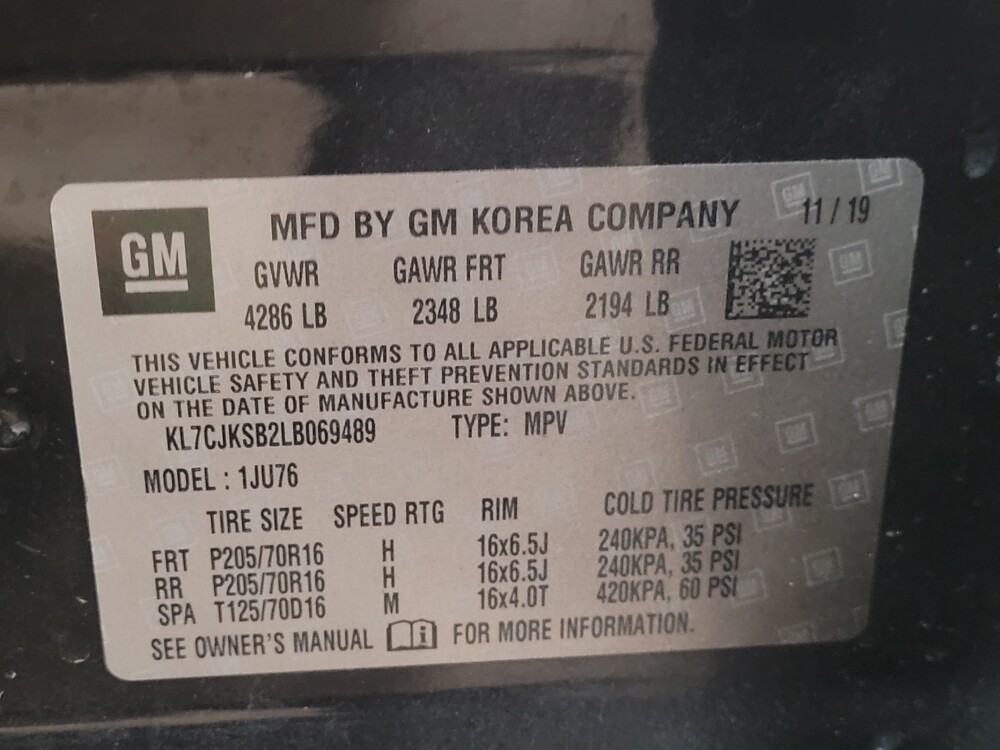 GM
MFD BY GM KOREA COMPANY 11/19
GVWR GAWR FRT GAWR RR
4286 LB 2348 LB 2194 LB
THIS VEHICLE CONFORMS TO ALL APPLICABLE U.S. FEDERAL MOTOR
VEHICLE SAFETY AND THEFT PREVENTION STANDARDS IN EFFECT
ON THE DATE OF MANUFACTURE SHOWN ABOVE.
KL7CJKSB2LB069489 TYPE: MPV
MODEL : 1JU76
TIRE SIZE SPEED RTG RIM COLD TIRE PRESSURE
FRT P205/70R16 H 16x6.5J 240KPA, 35 PSI
RR P205/70R16 H 16x6.5J 240KPA, 35 PSI
SPA T125/70D16 M 16x4.0T 420KPA, 60 PSI
SEE OWNER'S MANUAL i FOR MORE INFORMATION.